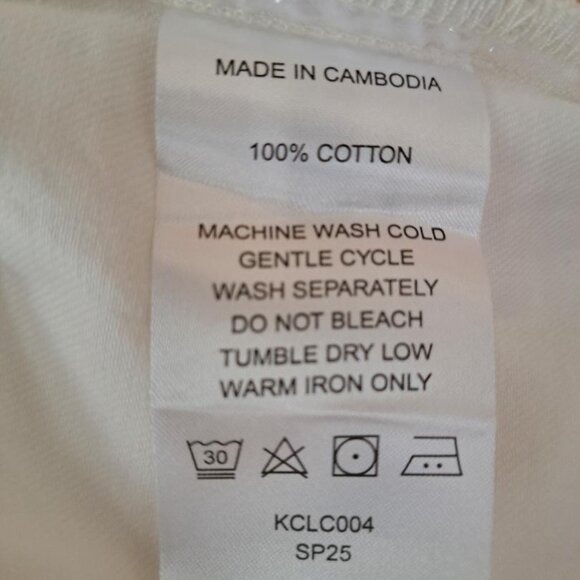 MADE IN CAMBODIA
100% COTTON
MACHINE WASH COLD
GENTLE CYCLE
WASH SEPARATELY
DO NOT BLEACH
TUMBLE DRY LOW
WARM IRON ONLY
30
KCLC004
SP25